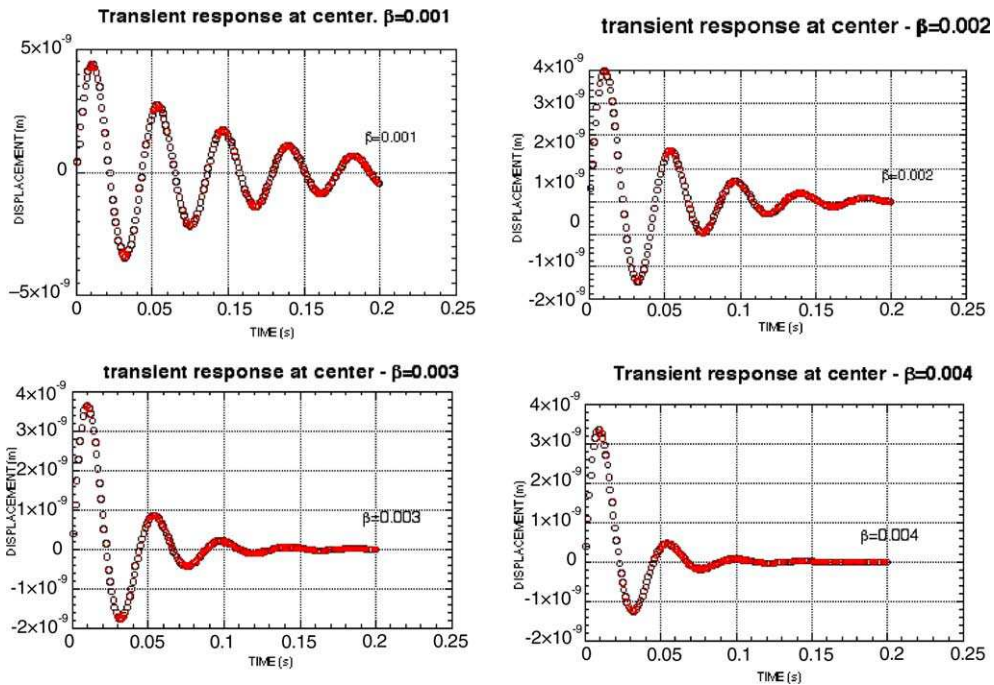 Transient response at center. β=0.001
5×10⁻⁹
0
−5×10⁻⁹
DISPLACEMENT(m)
β=0.001
0 0.05 0.1 0.15 0.2 0.25
TIME (s)
transient response at center - β=0.002
4×10⁻⁹
3×10⁻⁹
2×10⁻⁹
1×10⁻⁹
0
-1×10⁻⁹
-2×10⁻⁹
DISPLACEMENT(m)
β=0.002
0 0.05 0.1 0.15 0.2 0.25
TIME (s)
transient response at center - β=0.003
4×10⁻⁹
3×10⁻⁹
2×10⁻⁹
1×10⁻⁹
0
-1×10⁻⁹
-2×10⁻⁹
DISPLACEMENT(m)
β=0.003
0 0.05 0.1 0.15 0.2 0.25
TIME (s)
Transient response at center - β=0.004
4×10⁻⁹
3×10⁻⁹
2×10⁻⁹
1×10⁻⁹
0
-1×10⁻⁹
-2×10⁻⁹
DISPLACEMENT(m)
β=0.004
0 0.05 0.1 0.15 0.2 0.25
TIME (s)